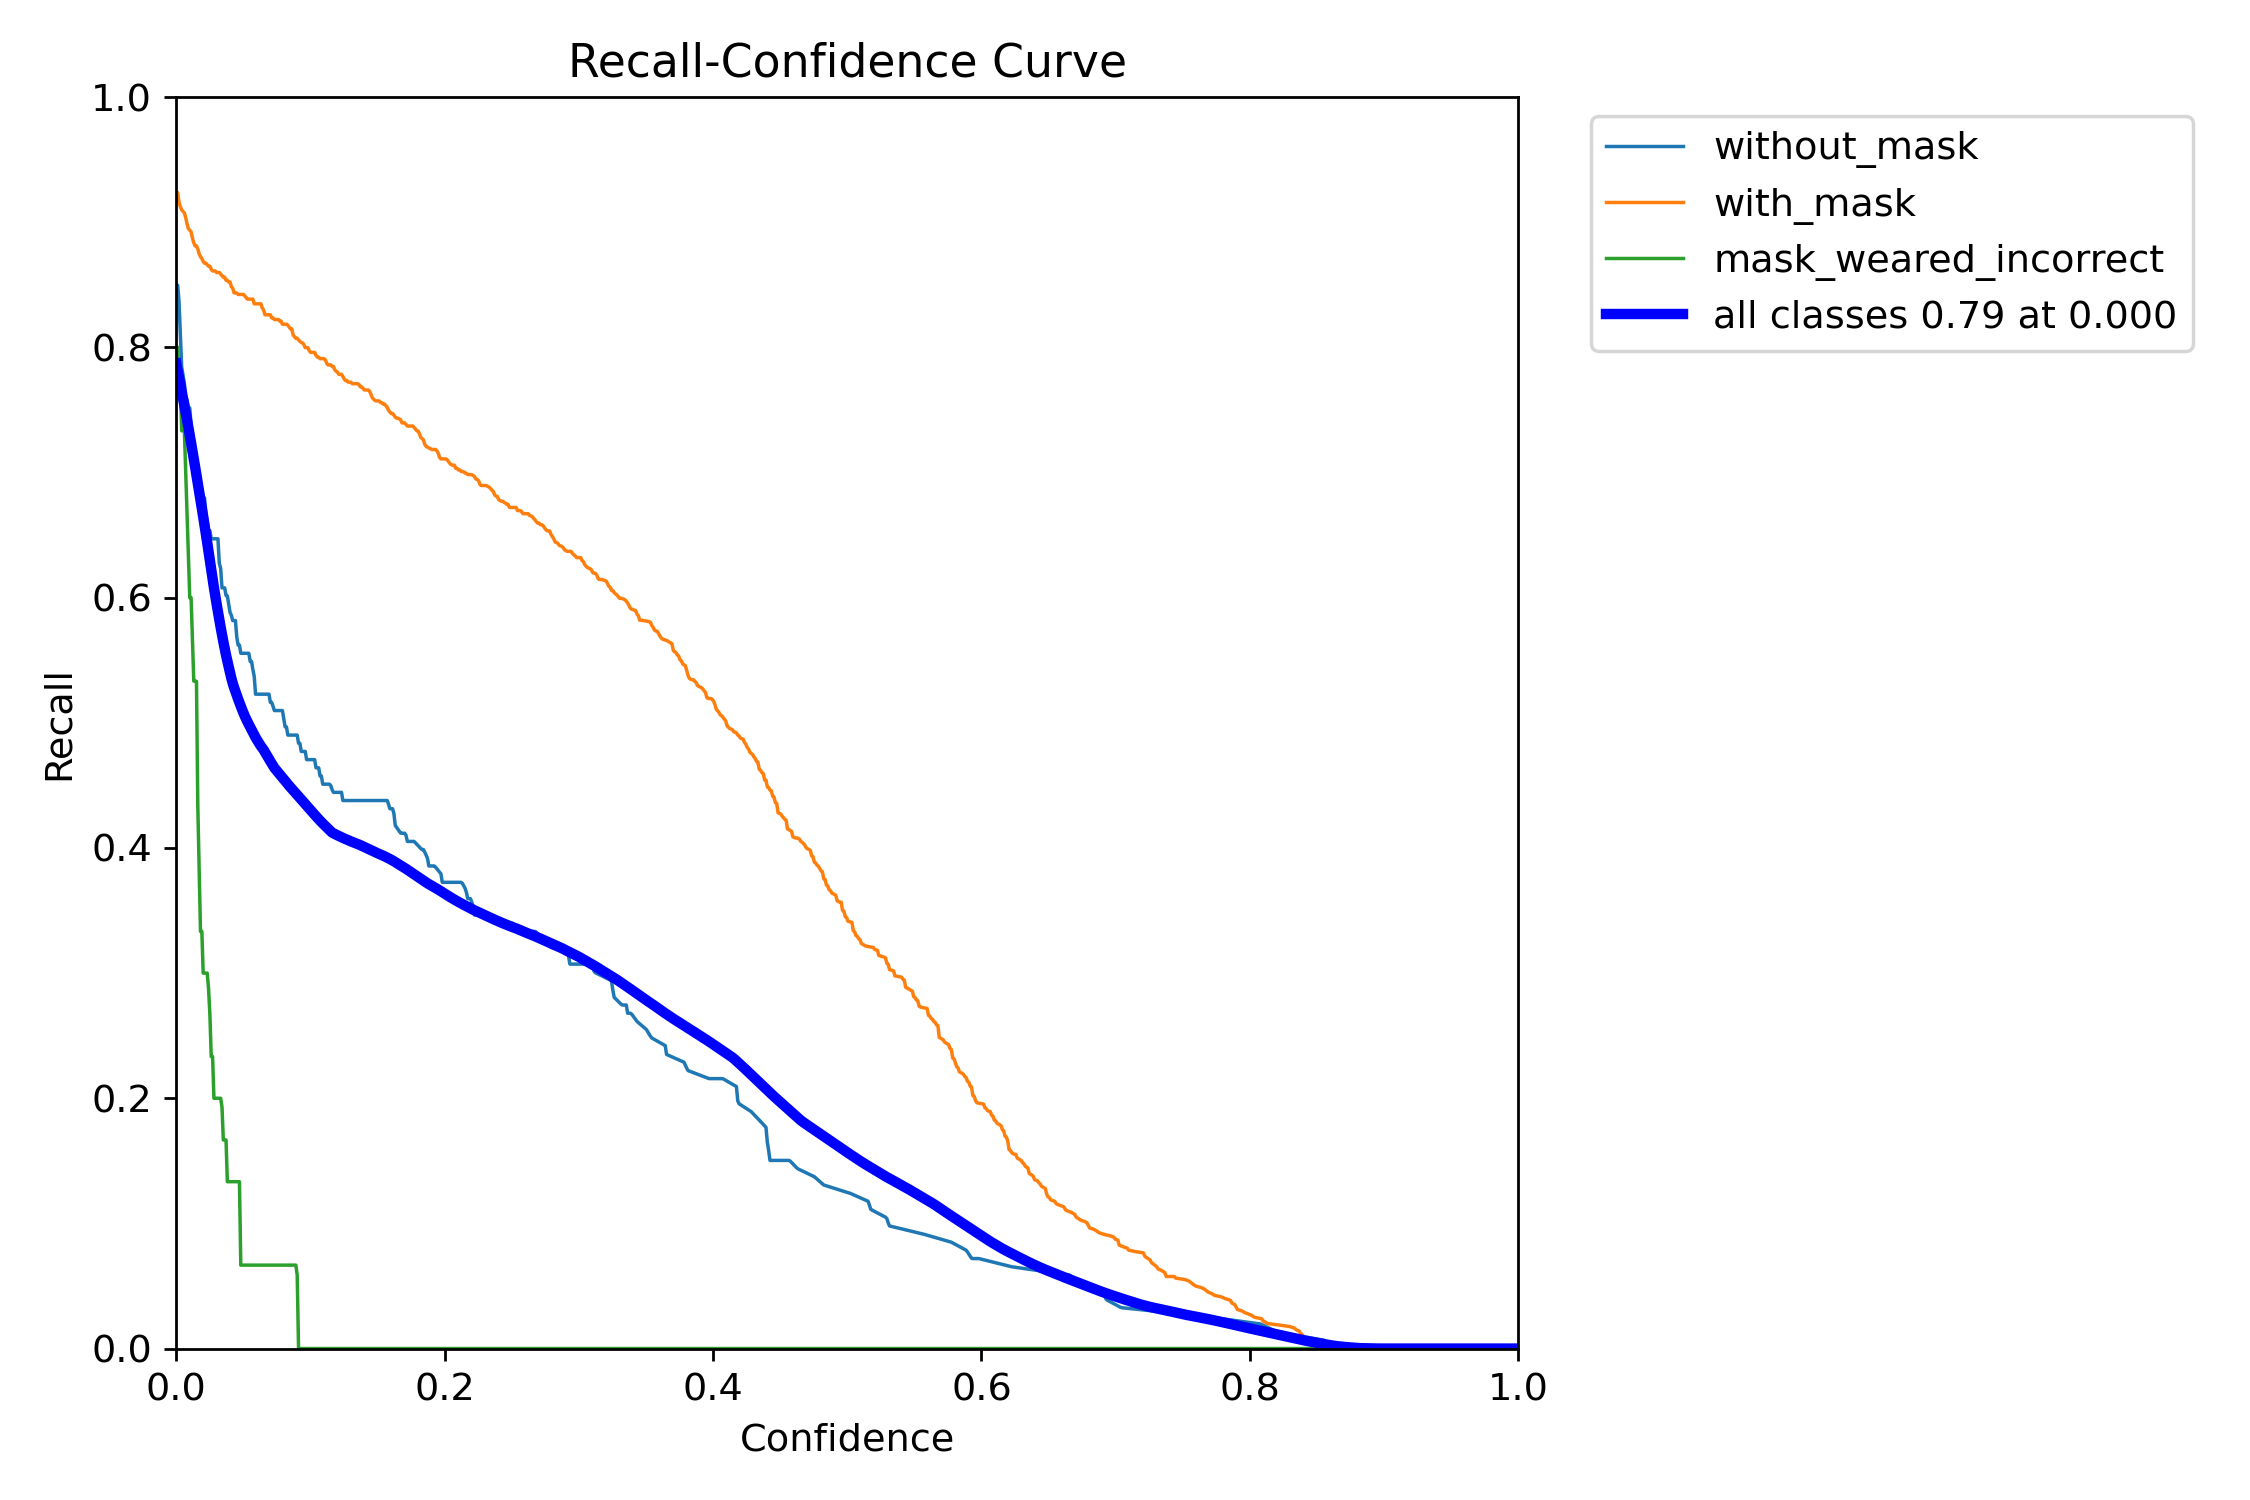 Recall-Confidence Curve
1.0
0.8
0.6
0.4
0.2
0.0
Recall
0.0 0.2 0.4 0.6 0.8 1.0
Confidence
without_mask
with_mask
mask_weared_incorrect
all classes 0.79 at 0.000